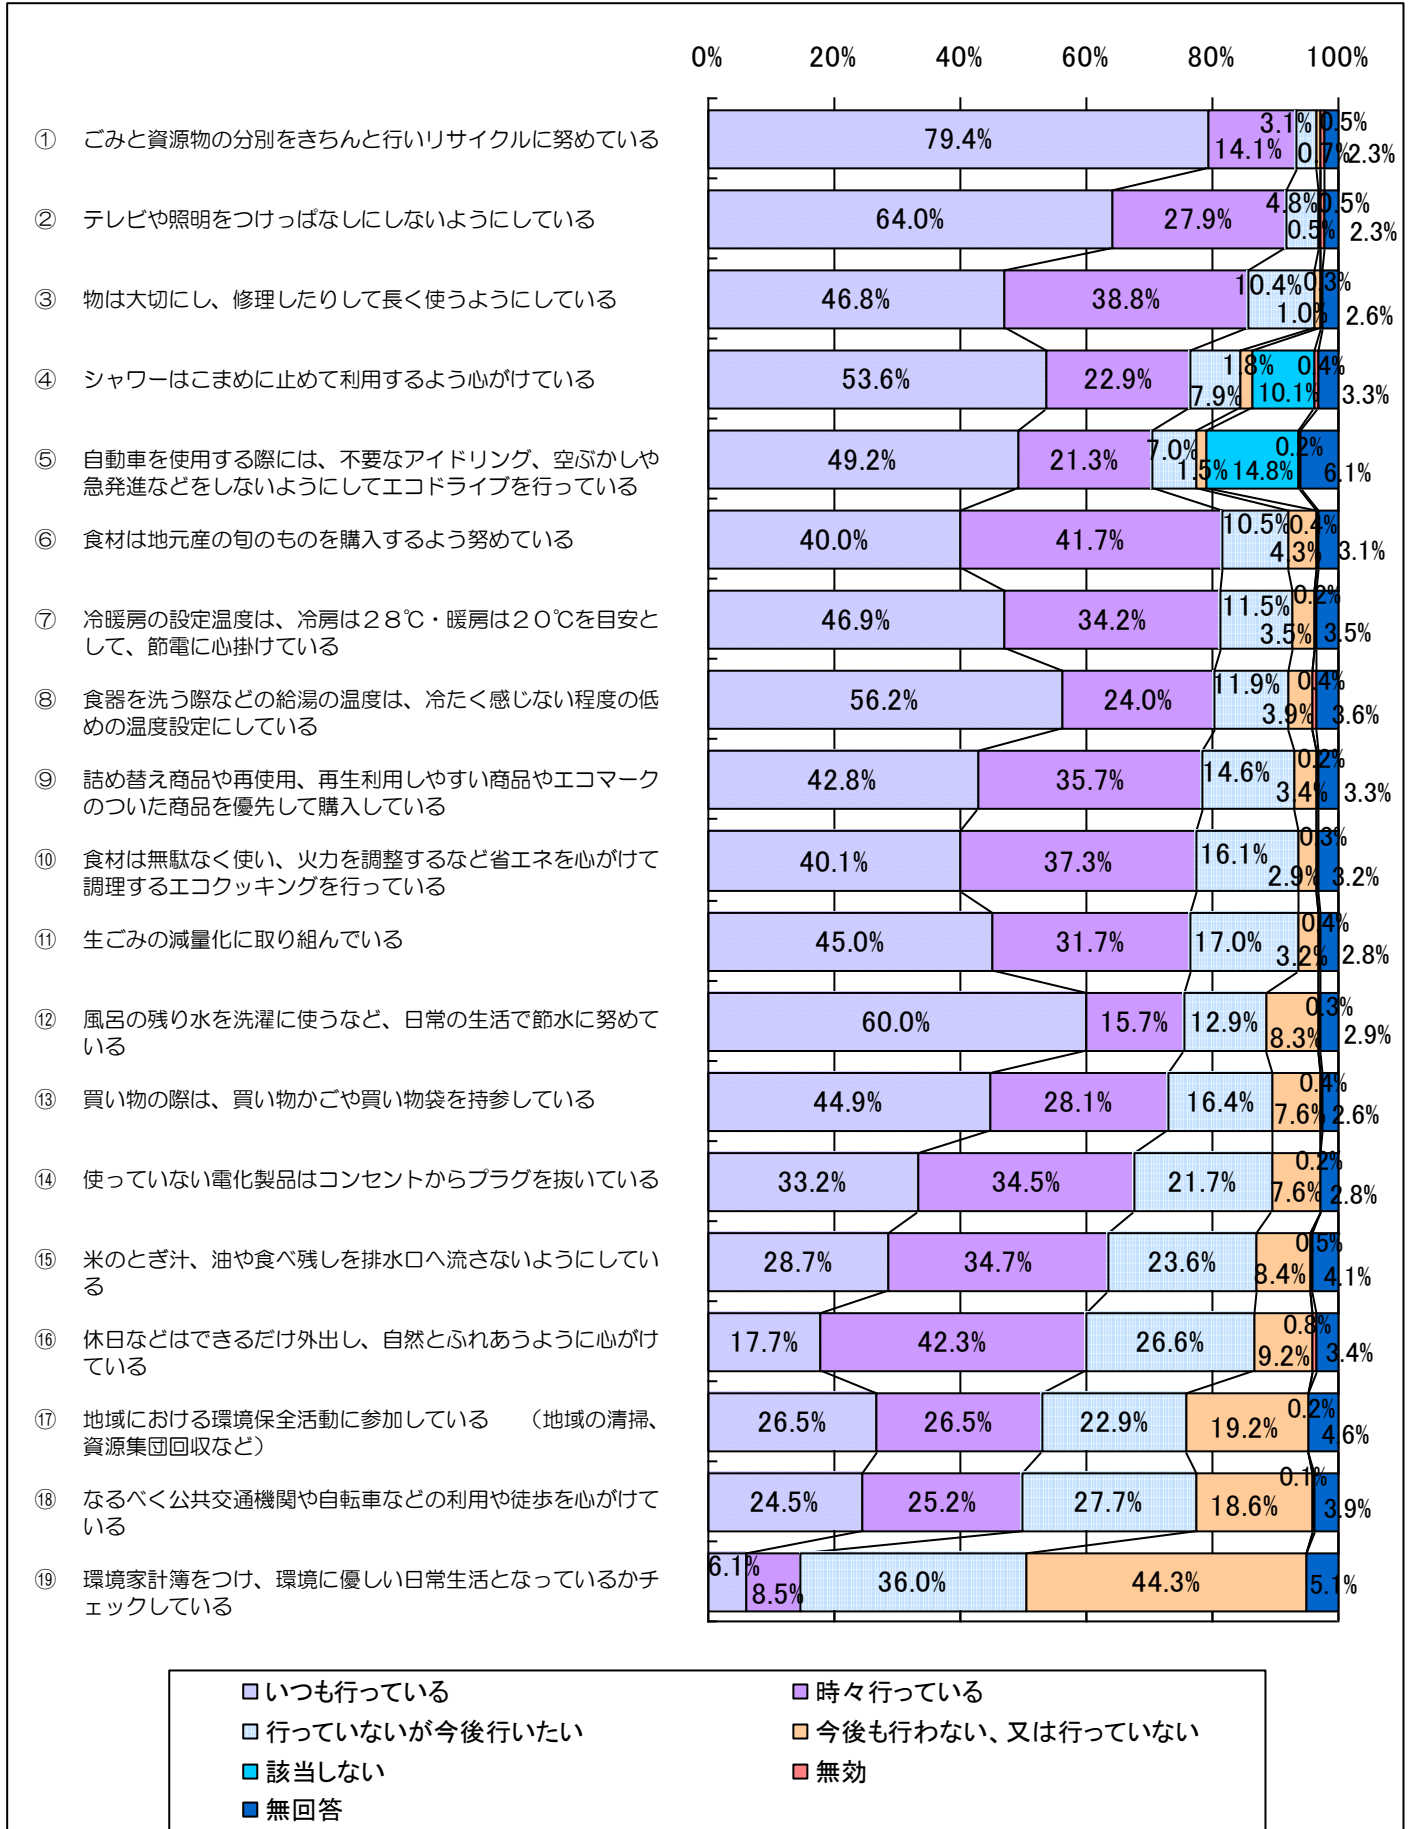 0% 20% 40% 60% 80% 100%
① ごみと資源物の分別をきちんと行いリサイクルに努めている 79.4% 14.1% 3.1% 0.7% 0.5% 2.3%
② テレビや照明をつけっぱなしにしないようにしている 64.0% 27.9% 4.8% 0.5% 0.5% 2.3%
③ 物は大切にし、修理したりして長く使うようにしている 46.8% 38.8% 10.4% 1.0% 0.3% 2.6%
④ シャワーはこまめに止めて利用するよう心がけている 53.6% 22.9% 7.9% 1.8% 10.1% 0.4% 3.3%
⑤ 自動車を使用する際には、不要なアイドリング、空ぶかしや
急発進などをしないようにしてエコドライブを行っている 49.2% 21.3% 7.0% 1.5% 14.8% 0.2% 6.1%
⑥ 食材は地元産の旬のものを購入するよう努めている 40.0% 41.7% 10.5% 4.3% 0.4% 3.1%
⑦ 冷暖房の設定温度は、冷房は28℃・暖房は20℃を目安と
して、節電に心掛けている 46.9% 34.2% 11.5% 3.5% 0.2% 3.5%
⑧ 食器を洗う際などの給湯の温度は、冷たく感じない程度の低
めの温度設定にしている 56.2% 24.0% 11.9% 3.9% 0.4% 3.6%
⑨ 詰め替え商品や再使用、再生利用しやすい商品やエコマーク
のついた商品を優先して購入している 42.8% 35.7% 14.6% 3.4% 0.2% 3.3%
⑩ 食材は無駄なく使い、火力を調整するなど省エネを心がけて
調理するエコクッキングを行っている 40.1% 37.3% 16.1% 2.9% 0.3% 3.2%
⑪ 生ごみの減量化に取り組んでいる 45.0% 31.7% 17.0% 3.2% 0.4% 2.8%
⑫ 風呂の残り水を洗濯に使うなど、日常の生活で節水に努めて
いる 60.0% 15.7% 12.9% 8.3% 0.3% 2.9%
⑬ 買い物の際は、買い物かごや買い物袋を持参している 44.9% 28.1% 16.4% 7.6% 0.4% 2.6%
⑭ 使っていない電化製品はコンセントからプラグを抜いている 33.2% 34.5% 21.7% 7.6% 0.2% 2.8%
⑮ 米のとぎ汁、油や食べ残しを排水口へ流さないようにしてい
る 28.7% 34.7% 23.6% 8.4% 0.5% 4.1%
⑯ 休日などはできるだけ外出し、自然とふれあうように心がけ
ている 17.7% 42.3% 26.6% 9.2% 0.8% 3.4%
⑰ 地域における環境保全活動に参加している （地域の清掃、
資源集団回収など） 26.5% 26.5% 22.9% 19.2% 0.2% 4.6%
⑱ なるべく公共交通機関や自転車などの利用や徒歩を心がけて
いる 24.5% 25.2% 27.7% 18.6% 0.1% 3.9%
⑲ 環境家計簿をつけ、環境に優しい日常生活となっているかチ
ェックしている 6.1% 8.5% 36.0% 44.3% 5.1%
いつも行っている 時々行っている
行っていないが今後行いたい 今後も行わない、又は行っていない
該当しない 無効
無回答